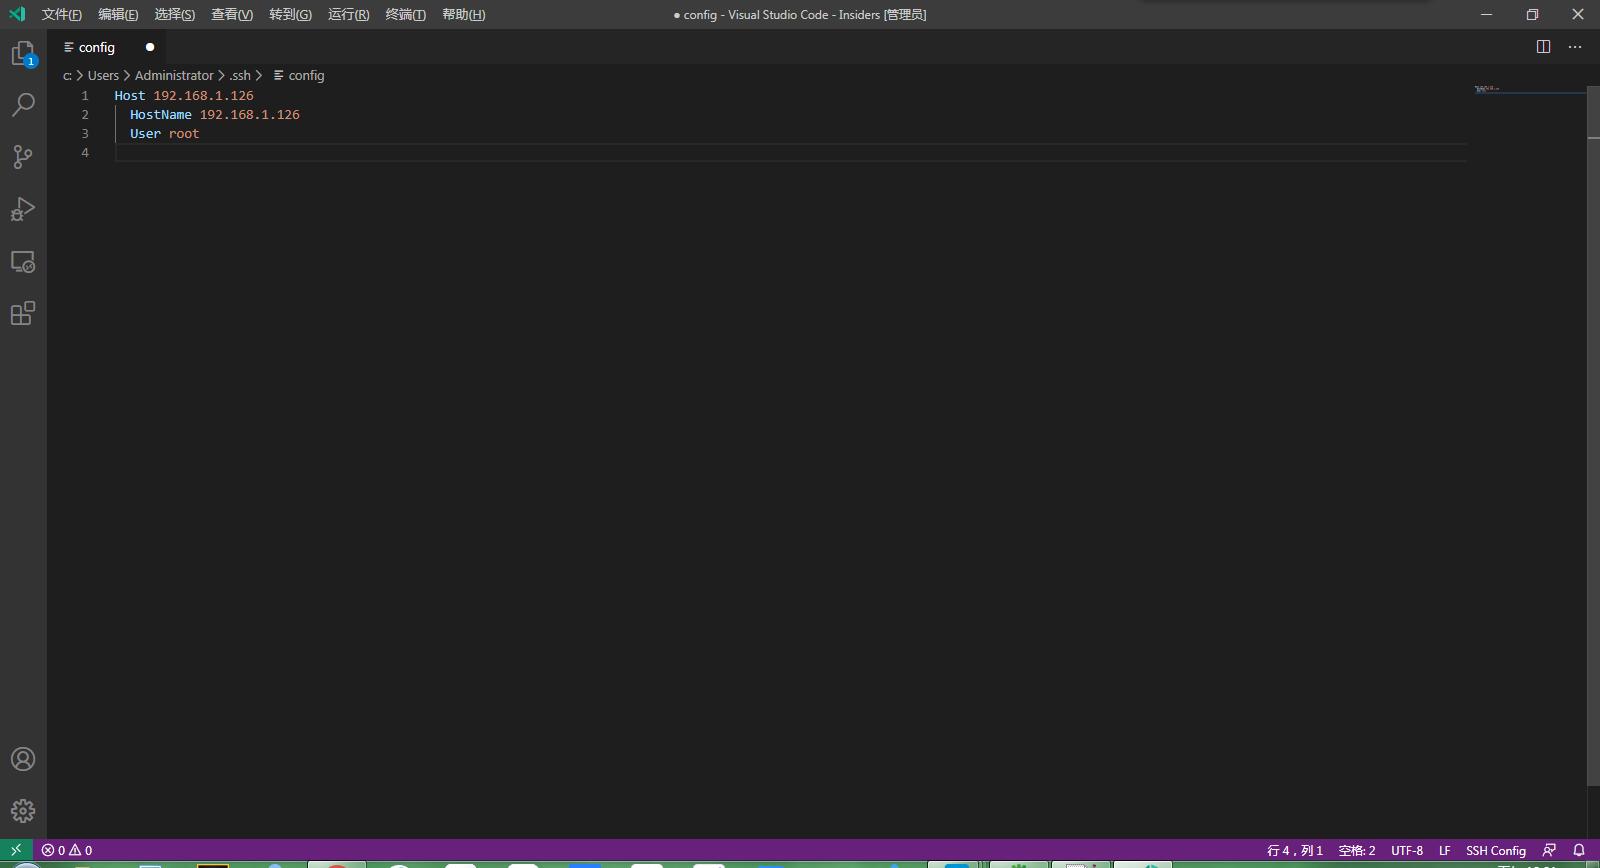 文件(F) 编辑(E) 选择(S) 查看(V) 转到(G) 运行(R) 终端(T) 帮助(H) ● config - Visual Studio Code - Insiders [管理员]
config
c: > Users > Administrator > .ssh > config
1 Host 192.168.1.126
2 HostName 192.168.1.126
3 User root
4
1
0 0 行 4，列 1 空格: 2 UTF-8 LF SSH Config